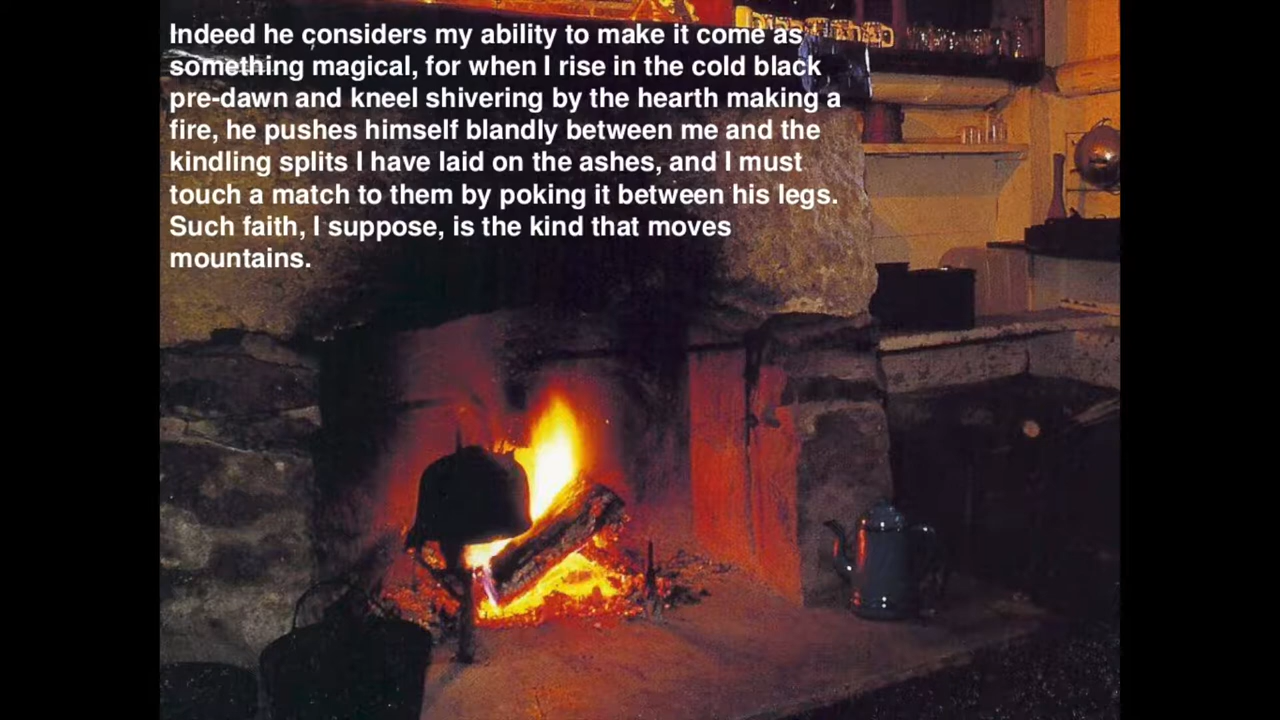 Indeed he considers my ability to make it come as
something magical, for when I rise in the cold black
pre-dawn and kneel shivering by the hearth making a
fire, he pushes himself blandly between me and the
kindling splits I have laid on the ashes, and I must
touch a match to them by poking it between his legs.
Such faith, I suppose, is the kind that moves
mountains.